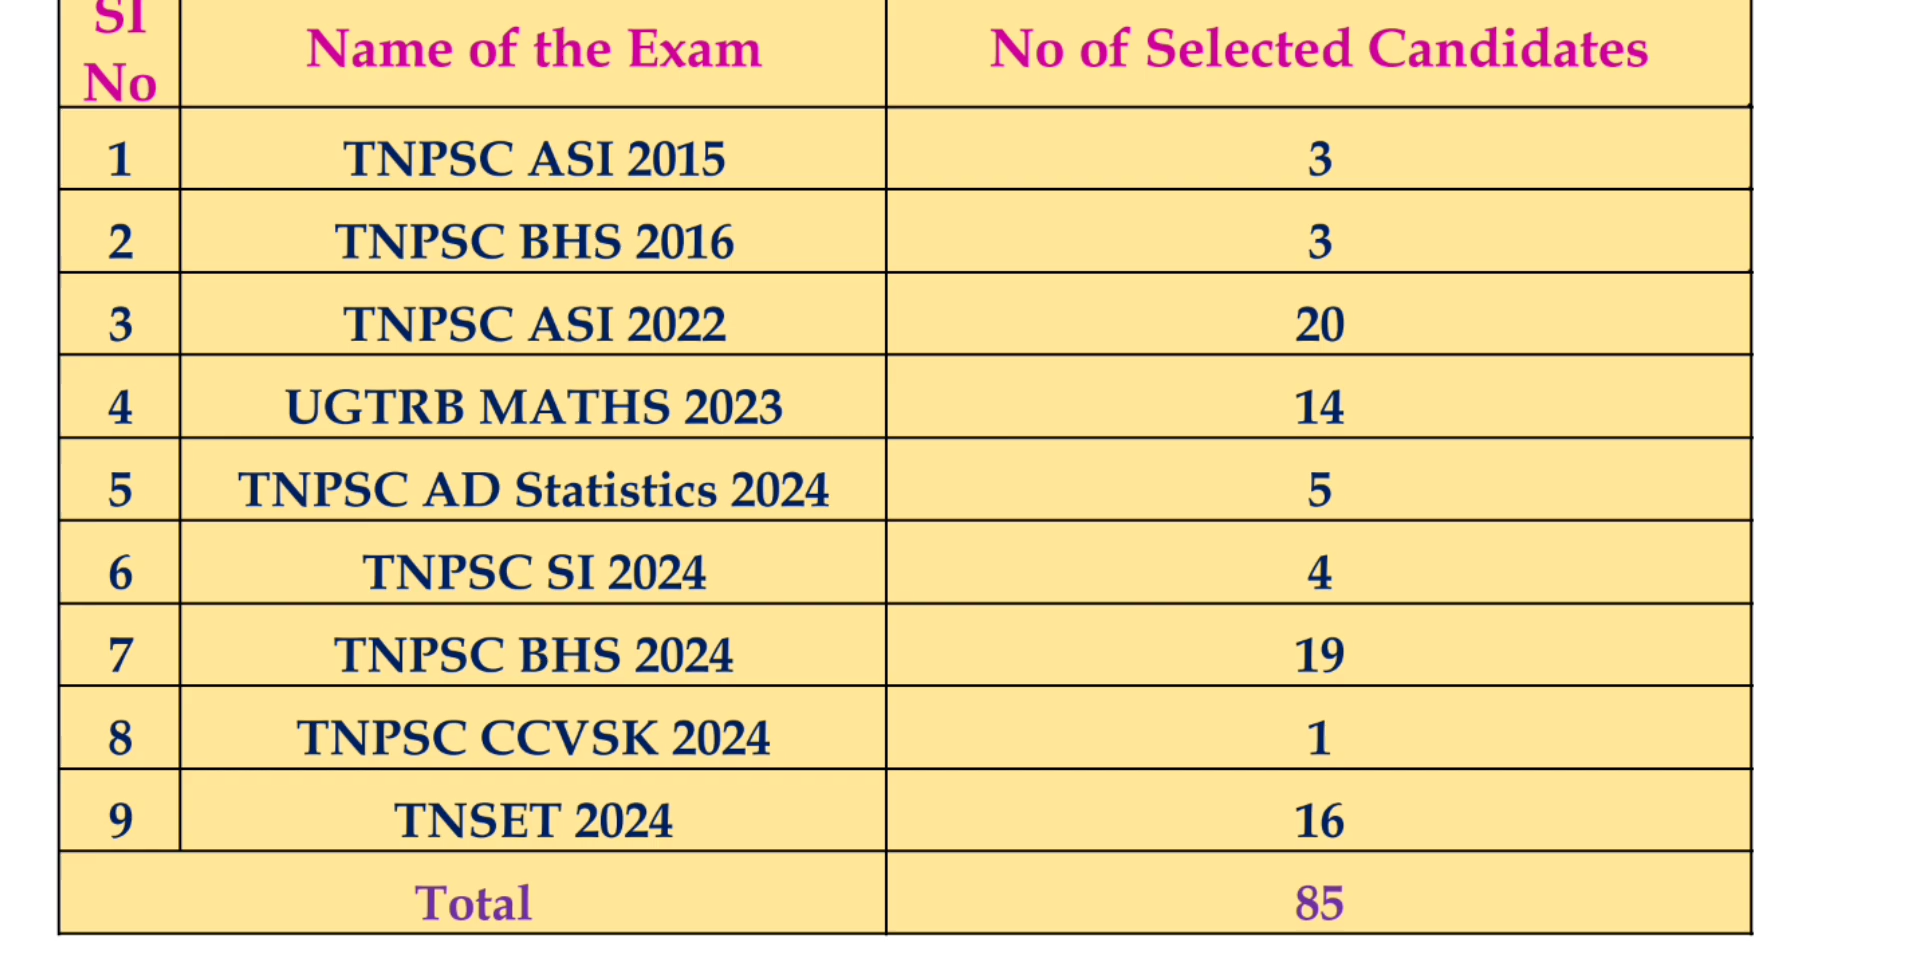 Sl No Name of the Exam No of Selected Candidates
1 TNPSC ASI 2015 3
2 TNPSC BHS 2016 3
3 TNPSC ASI 2022 20
4 UGTRB MATHS 2023 14
5 TNPSC AD Statistics 2024 5
6 TNPSC SI 2024 4
7 TNPSC BHS 2024 19
8 TNPSC CCVSK 2024 1
9 TNSET 2024 16
Total 85